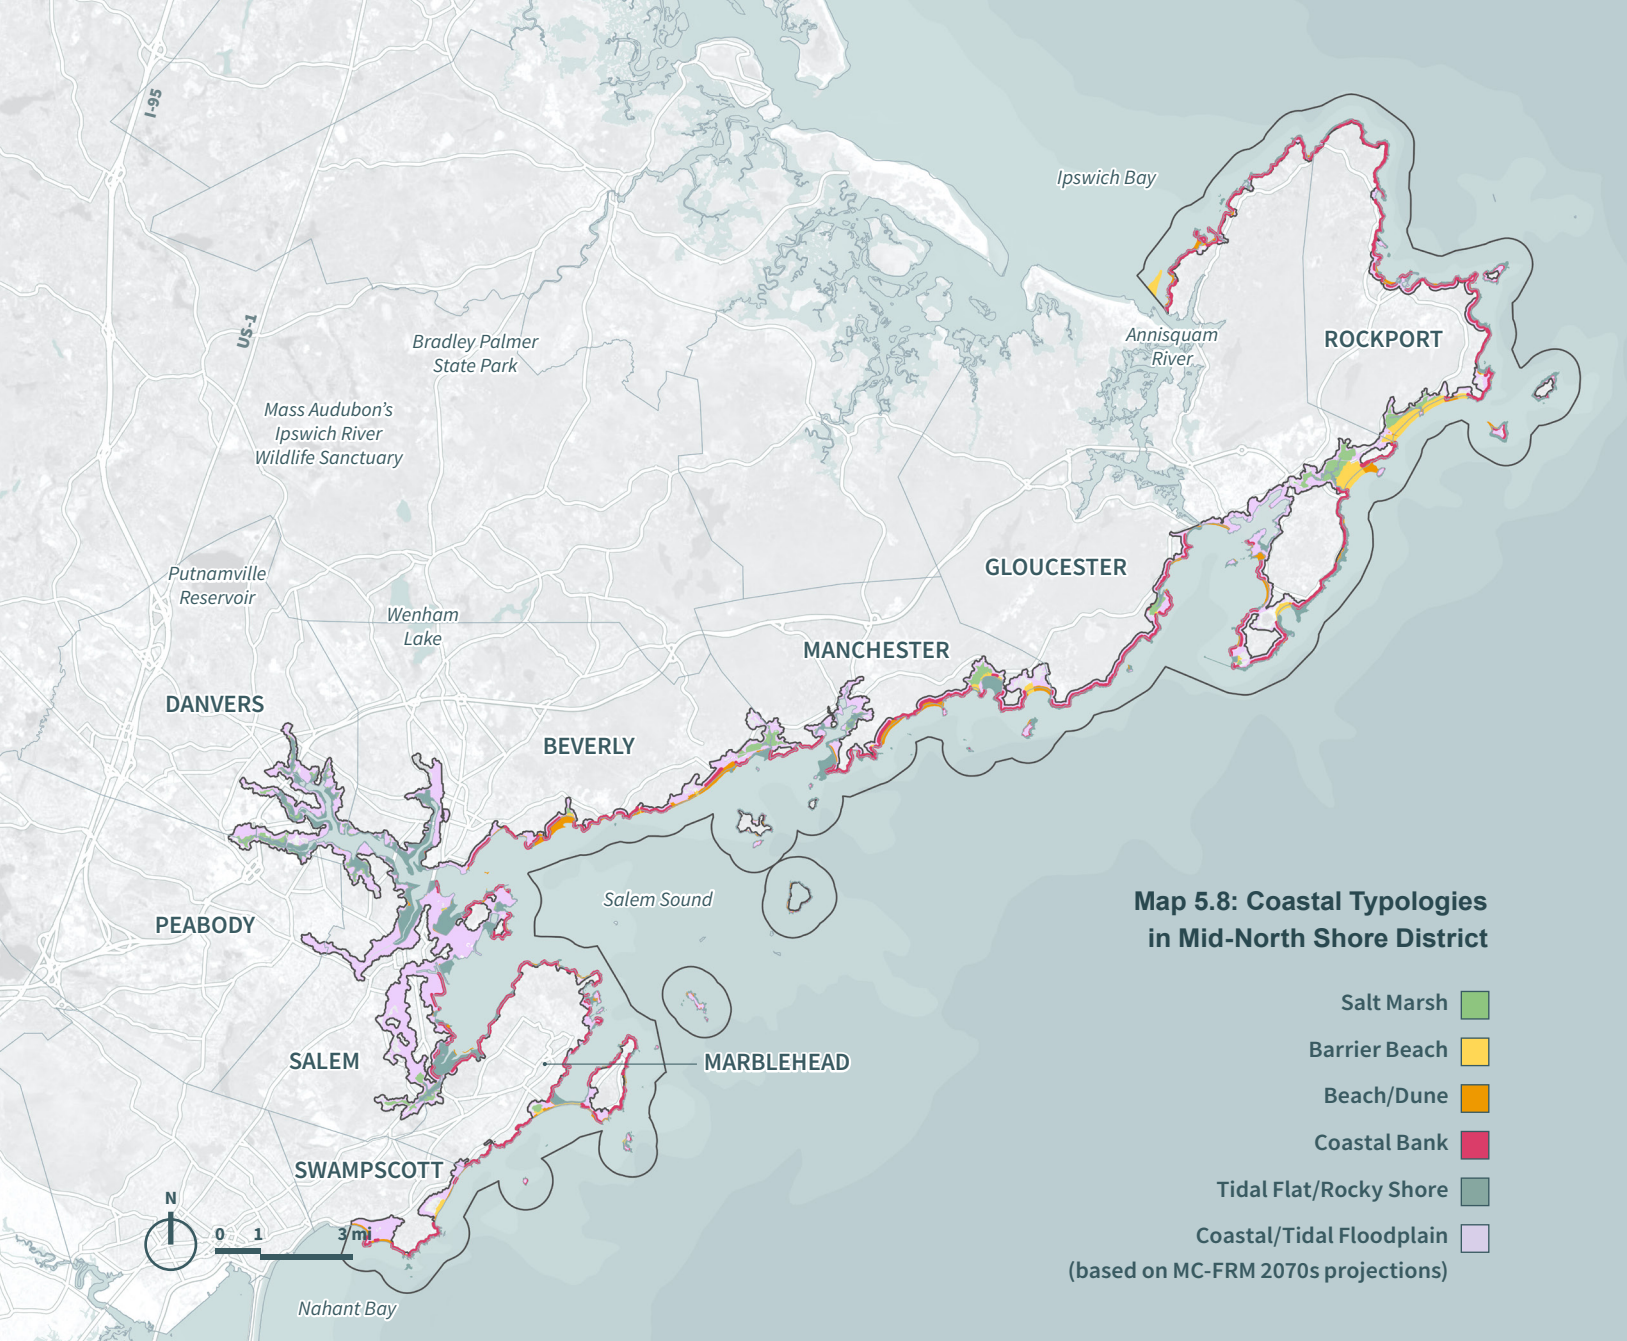 I-95
Ipswich Bay
US-1
Annisquam
River
ROCKPORT
Bradley Palmer
State Park
Mass Audubon's
Ipswich River
Wildlife Sanctuary
Putnamville
Reservoir
GLOUCESTER
Wenham
Lake
MANCHESTER
DANVERS
BEVERLY
Salem Sound
PEABODY
SALEM
MARBLEHEAD
SWAMPSCOTT
N
0 1 3 mi
Nahant Bay
Map 5.8: Coastal Typologies
in Mid-North Shore District
Salt Marsh
Barrier Beach
Beach/Dune
Coastal Bank
Tidal Flat/Rocky Shore
Coastal/Tidal Floodplain
(based on MC-FRM 2070s projections)